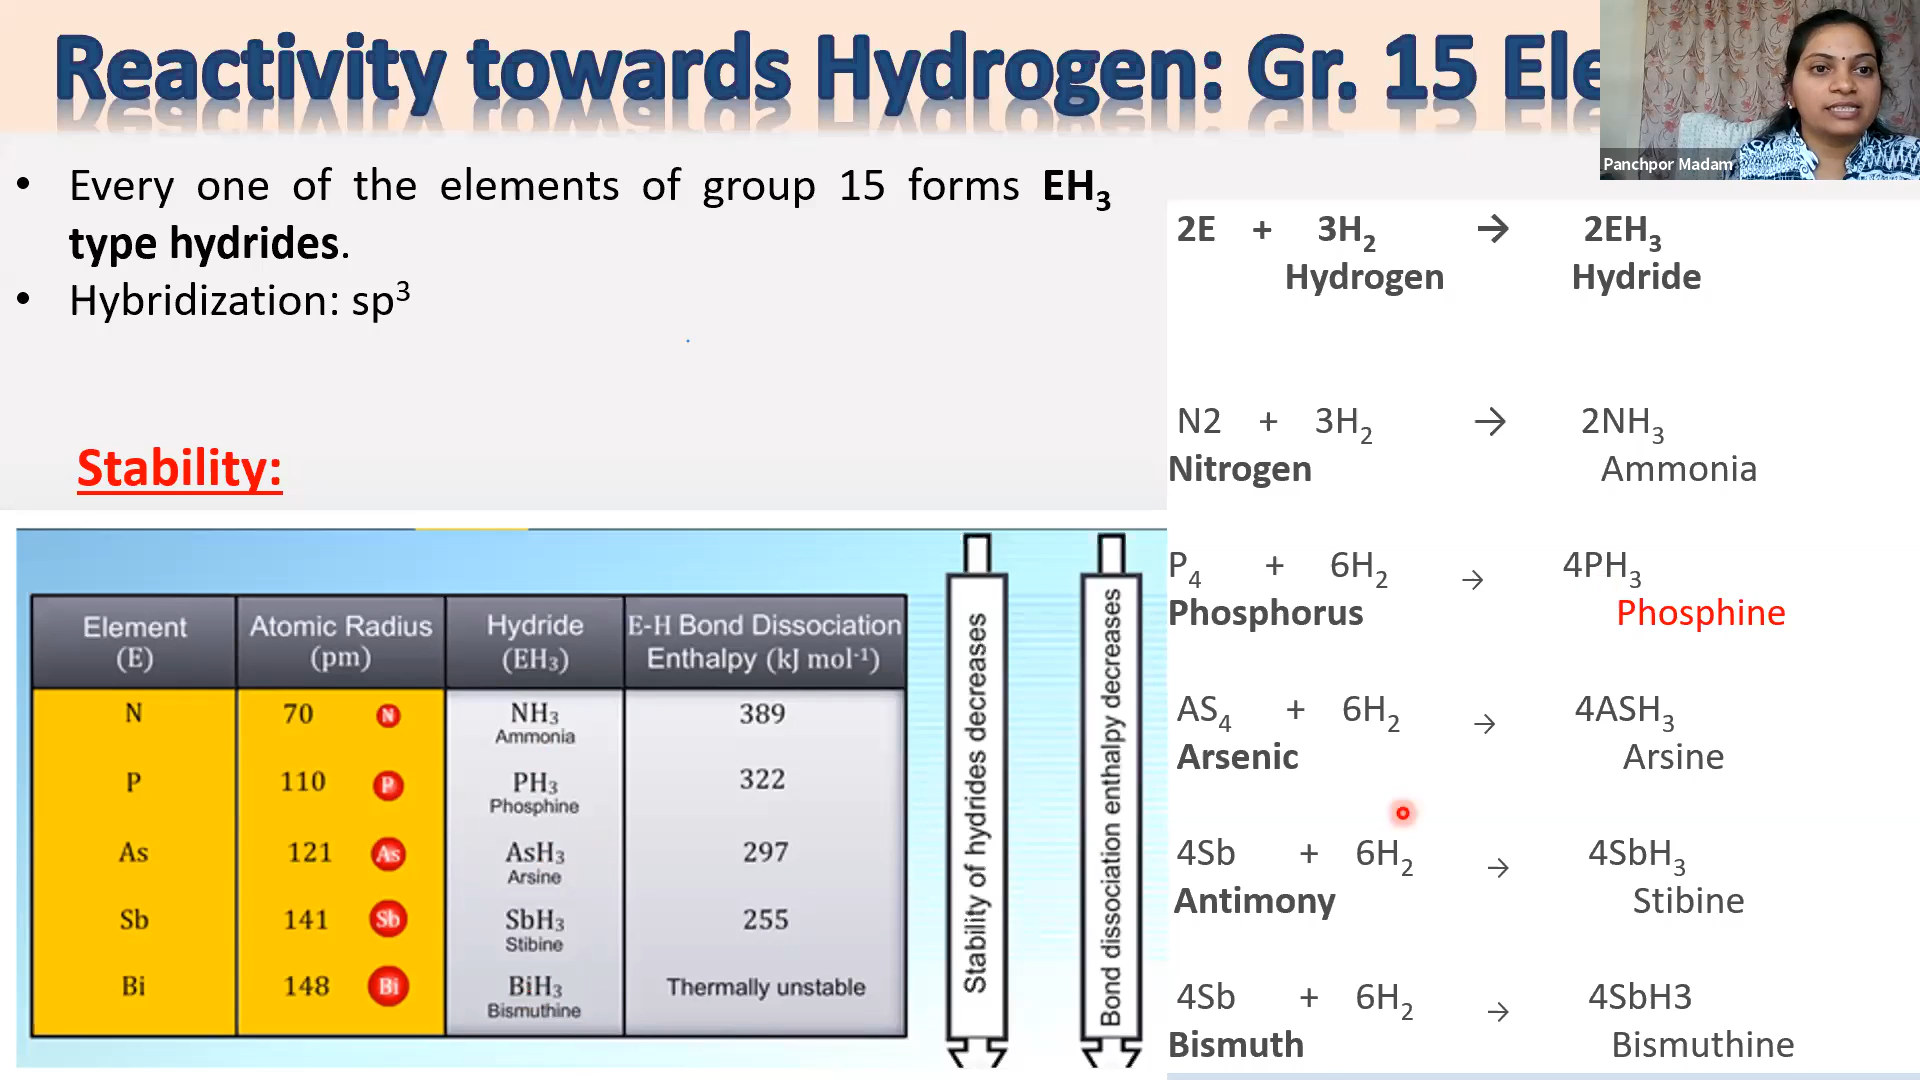 Reactivity towards Hydrogen: Gr. 15 Ele
Panchpor Madam
• Every one of the elements of group 15 forms EH₃
type hydrides.
• Hybridization: sp³
Stability:
Element (E) Atomic Radius (pm) Hydride (EH₃) E-H Bond Dissociation Enthalpy (kJ mol⁻¹)
N 70 N NH₃ Ammonia 389
P 110 P PH₃ Phosphine 322
As 121 As AsH₃ Arsine 297
Sb 141 Sb SbH₃ Stibine 255
Bi 148 Bi BiH₃ Bismuthine Thermally unstable
Stability of hydrides decreases
Bond dissociation enthalpy decreases
2E + 3H₂ → 2EH₃
Hydrogen Hydride
N2 + 3H₂ → 2NH₃
Nitrogen Ammonia
P₄ + 6H₂ → 4PH₃
Phosphorus Phosphine
AS₄ + 6H₂ → 4ASH₃
Arsenic Arsine
4Sb + 6H₂ → 4SbH₃
Antimony Stibine
4Sb + 6H₂ → 4SbH3
Bismuth Bismuthine